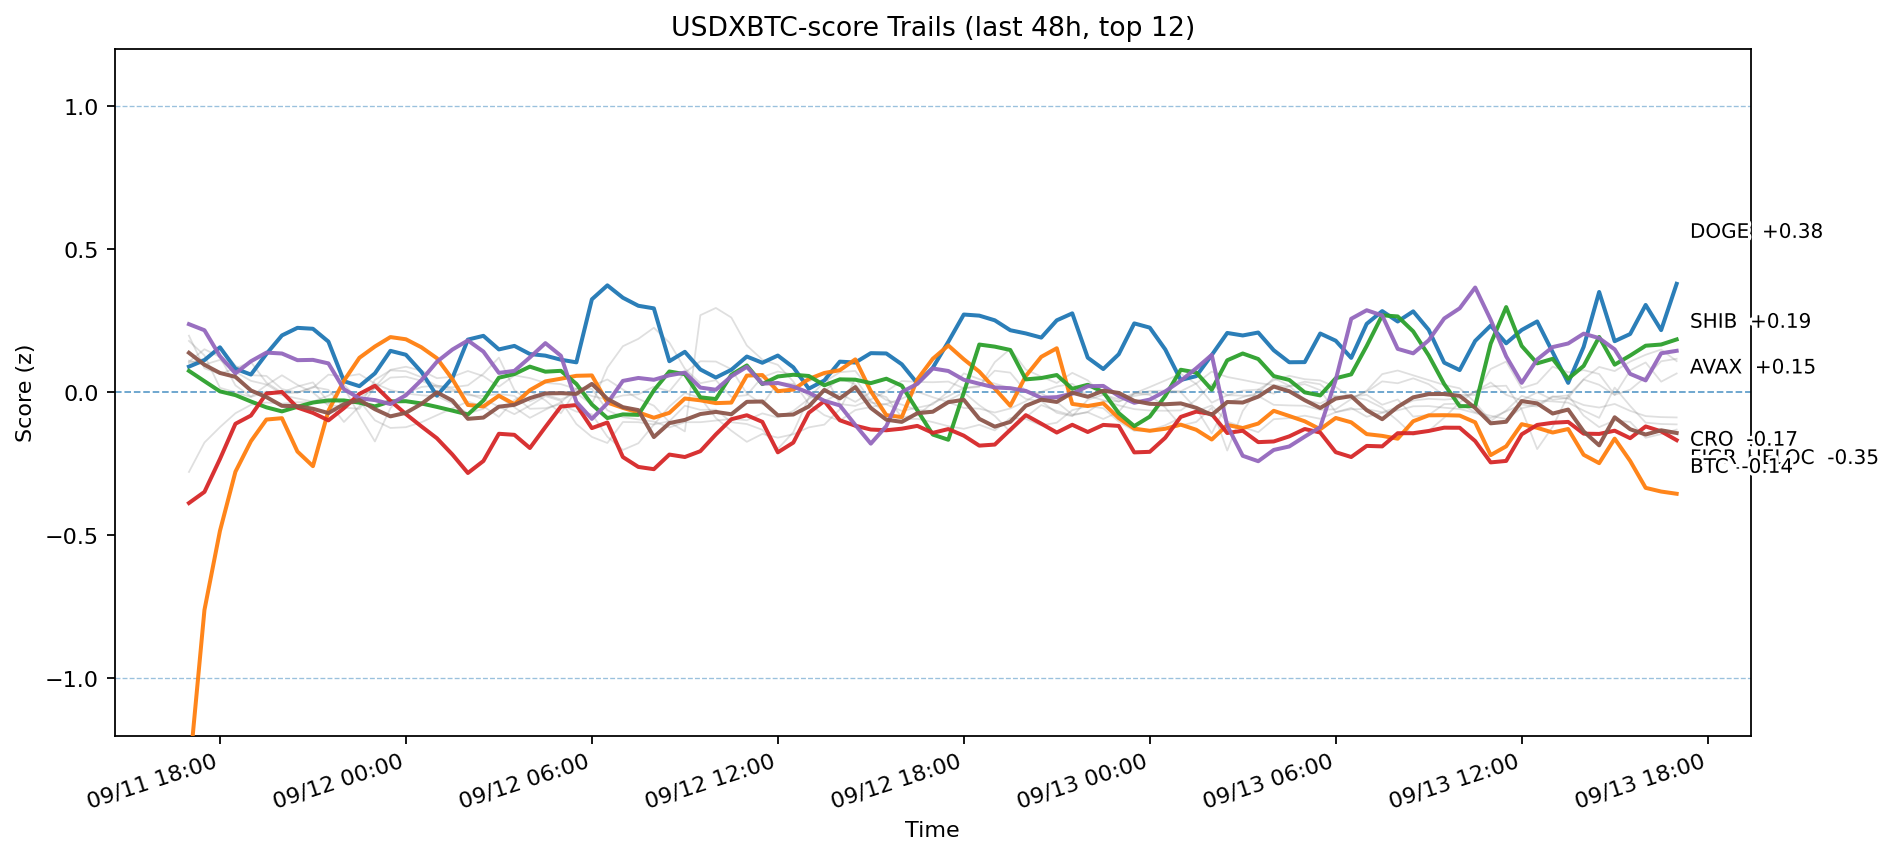 USDXBTC-score Trails (last 48h, top 12)
Score (z)
1.0
0.5
0.0
−0.5
−1.0
DOGE +0.38
SHIB +0.19
AVAX +0.15
CRO -0.17
-0.35
BTC -0.14
09/11 18:00
09/12 00:00
09/12 06:00
09/12 12:00
09/12 18:00
09/13 00:00
09/13 06:00
09/13 12:00
09/13 18:00
Time